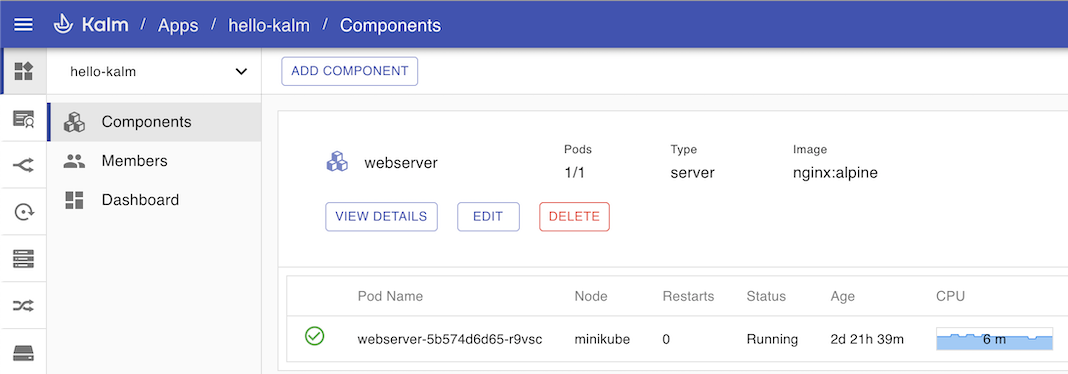 Kalm / Apps / hello-kalm / Components
hello-kalm
ADD COMPONENT
Components
Members
Dashboard
webserver
Pods
1/1
Type
server
Image
nginx:alpine
VIEW DETAILS
EDIT
DELETE
Pod Name Node Restarts Status Age CPU
webserver-5b574d6d65-r9vsc minikube 0 Running 2d 21h 39m 6 m